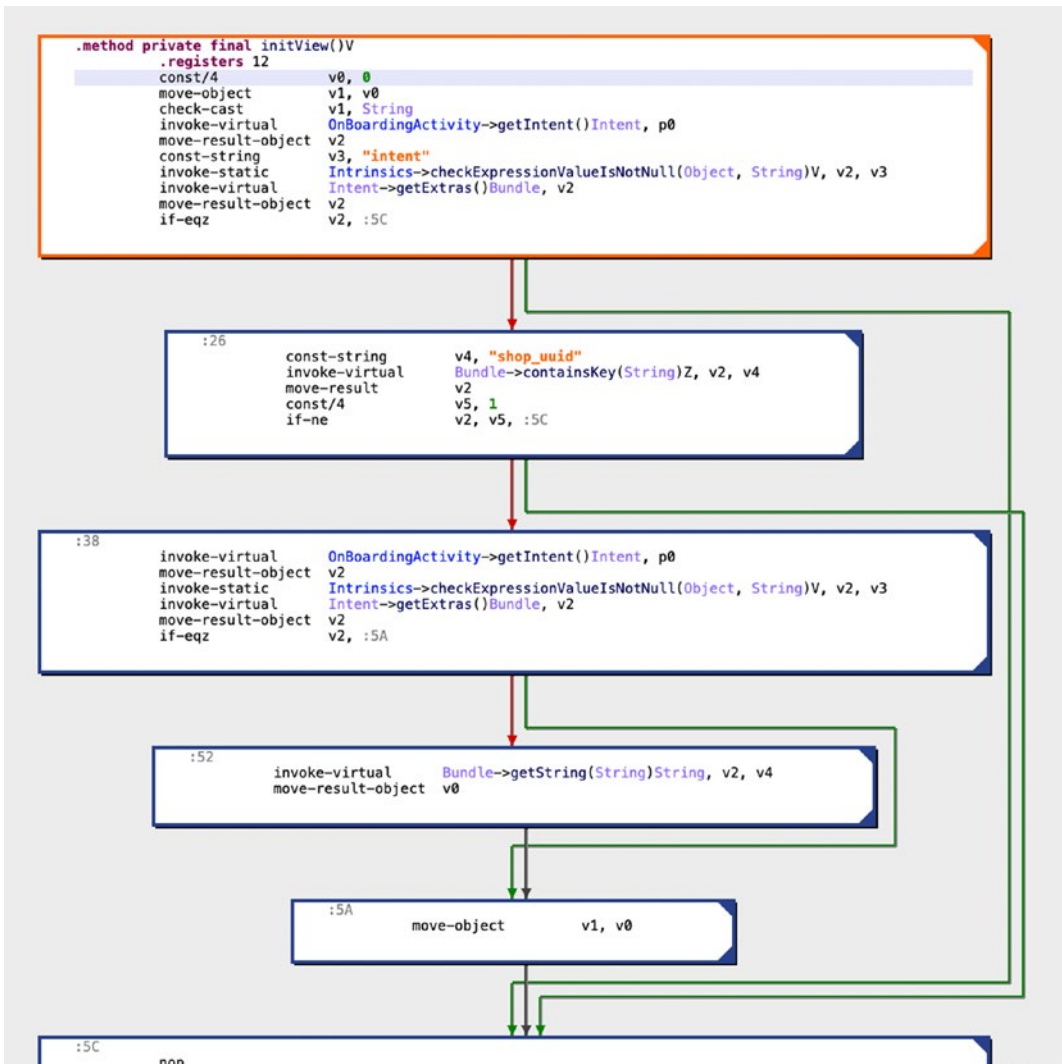 .method private final initView()V
.registers 12
const/4 v0, 0
move-object v1, v0
check-cast v1, String
invoke-virtual OnBoardingActivity->getIntent()Intent, p0
move-result-object v2
const-string v3, "intent"
invoke-static Intrinsics->checkExpressionValueIsNotNull(Object, String)V, v2, v3
invoke-virtual Intent->getExtras()Bundle, v2
move-result-object v2
if-eqz v2, :5C
:26
const-string v4, "shop_uuid"
invoke-virtual Bundle->containsKey(String)Z, v2, v4
move-result v2
const/4 v5, 1
if-ne v2, v5, :5C
:38
invoke-virtual OnBoardingActivity->getIntent()Intent, p0
move-result-object v2
invoke-static Intrinsics->checkExpressionValueIsNotNull(Object, String)V, v2, v3
invoke-virtual Intent->getExtras()Bundle, v2
move-result-object v2
if-eqz v2, :5A
:52
invoke-virtual Bundle->getString(String)String, v2, v4
move-result-object v0
:5A
move-object v1, v0
:5C
nop